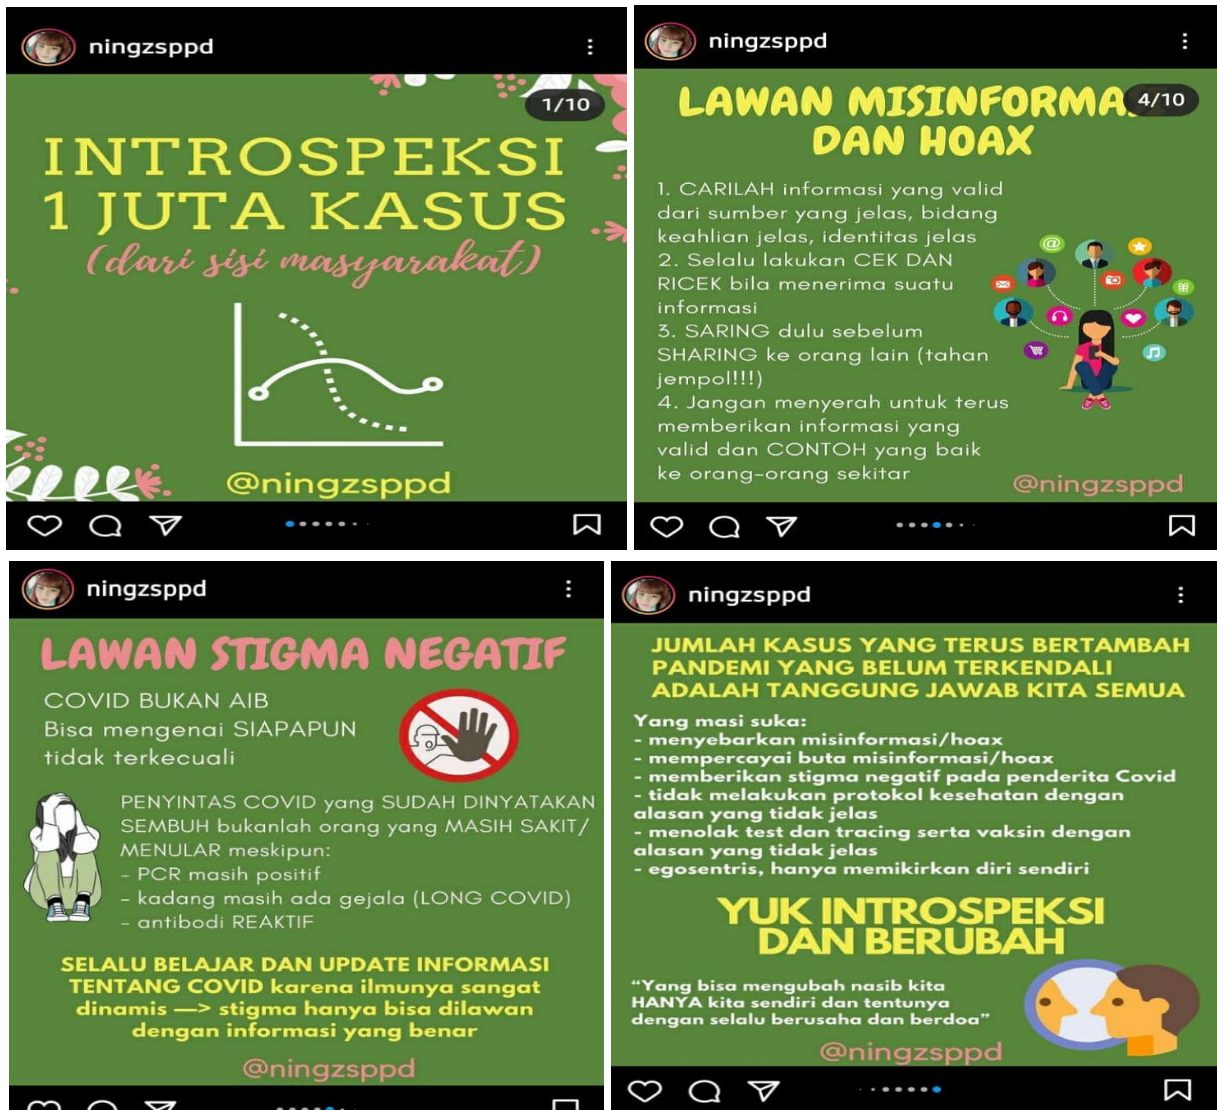 ningzsppd
1/10
INTROSPEKSI
1 JUTA KASUS
(dari sisi masyarakat)
@ningzsppd
ningzsppd
4/10
LAWAN MISINFORMA
DAN HOAX
1. CARILAH informasi yang valid
dari sumber yang jelas, bidang
keahlian jelas, identitas jelas
2. Selalu lakukan CEK DAN
RICEK bila menerima suatu
informasi
3. SARING dulu sebelum
SHARING ke orang lain (tahan
jempol!!!)
4. Jangan menyerah untuk terus
memberikan informasi yang
valid dan CONTOH yang baik
ke orang-orang sekitar
@ningzsppd
ningzsppd
LAWAN STIGMA NEGATIF
COVID BUKAN AIB
Bisa mengenai SIAPAPUN
tidak terkecuali
PENYINTAS COVID yang SUDAH DINYATAKAN
SEMBUH bukanlah orang yang MASIH SAKIT/
MENULAR meskipun:
- PCR masih positif
- kadang masih ada gejala (LONG COVID)
- antibodi REAKTIF
SELALU BELAJAR DAN UPDATE INFORMASI
TENTANG COVID karena ilmunya sangat
dinamis —> stigma hanya bisa dilawan
dengan informasi yang benar
@ningzsppd
ningzsppd
JUMLAH KASUS YANG TERUS BERTAMBAH
PANDEMI YANG BELUM TERKENDALI
ADALAH TANGGUNG JAWAB KITA SEMUA
Yang masi suka:
- menyebarkan misinformasi/hoax
- mempercayai buta misinformasi/hoax
- memberikan stigma negatif pada penderita Covid
- tidak melakukan protokol kesehatan dengan
alasan yang tidak jelas
- menolak test dan tracing serta vaksin dengan
alasan yang tidak jelas
- egosentris, hanya memikirkan diri sendiri
YUK INTROSPEKSI
DAN BERUBAH
“Yang bisa mengubah nasib kita
HANYA kita sendiri dan tentunya
dengan selalu berusaha dan berdoa”
@ningzsppd